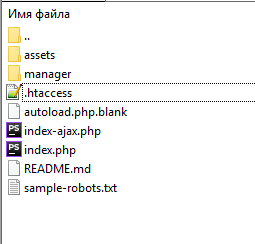 Имя файла
..
assets
manager
.htaccess
autoload.php.blank
index-ajax.php
index.php
README.md
sample-robots.txt